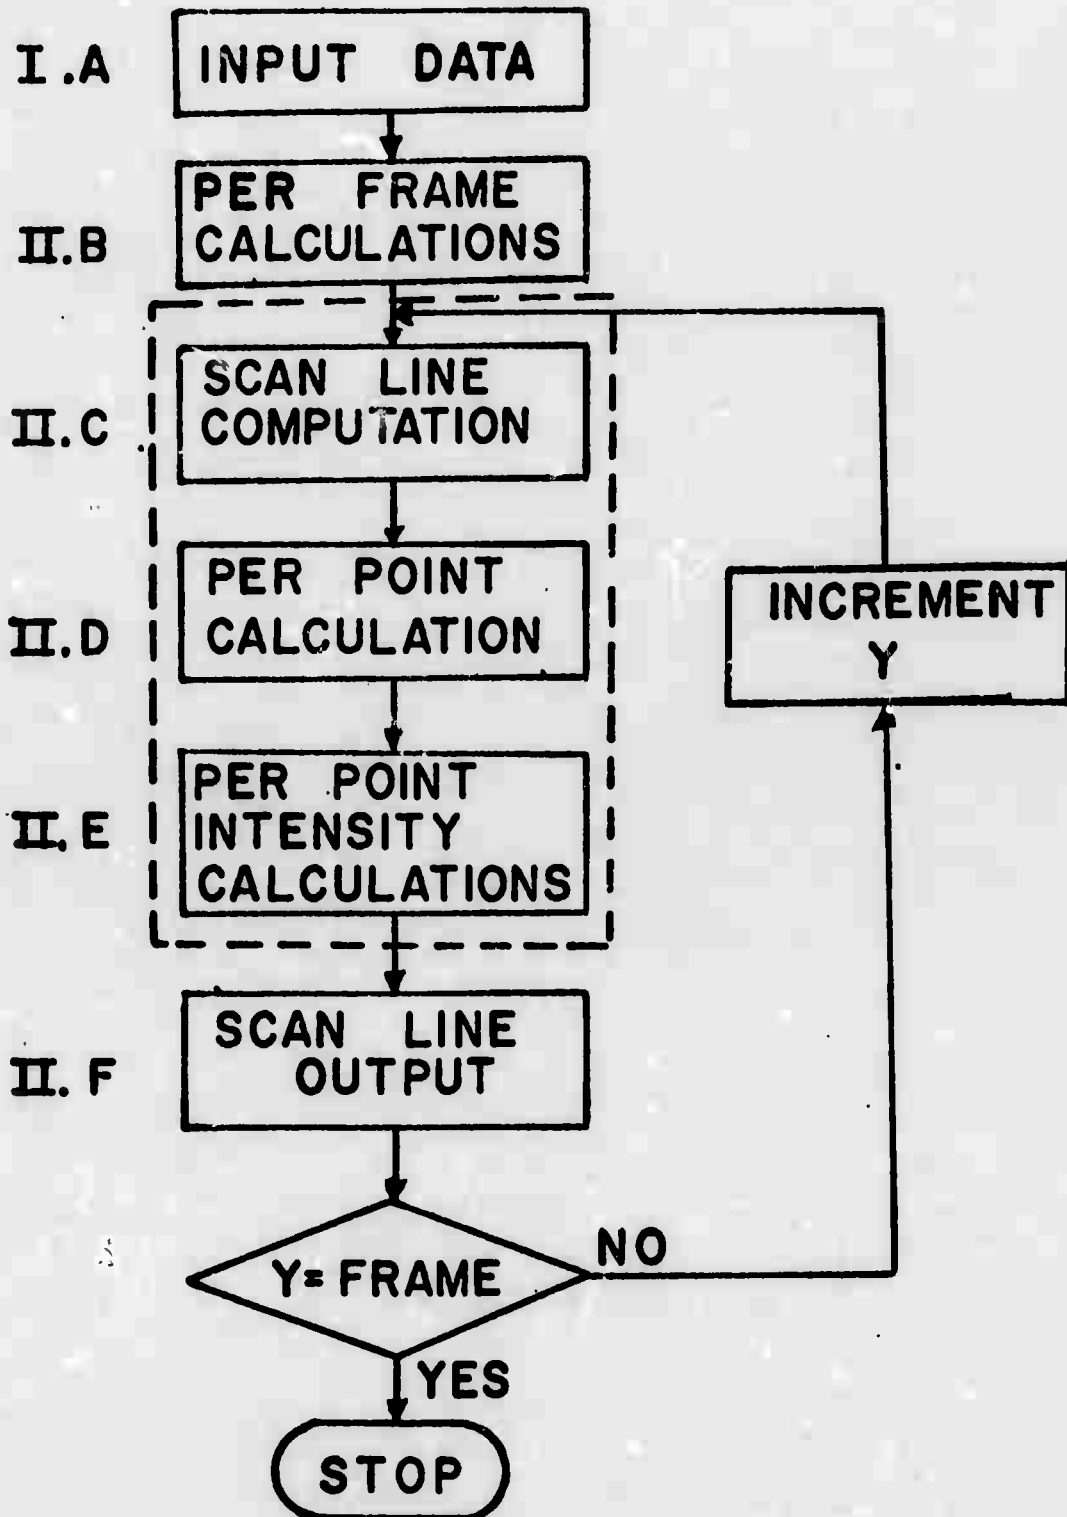 I.A
INPUT DATA
II.B
PER FRAME
CALCULATIONS
II.C
SCAN LINE
COMPUTATION
II.D
PER POINT
CALCULATION
INCREMENT
Y
II.E
PER POINT
INTENSITY
CALCULATIONS
II.F
SCAN LINE
OUTPUT
Y= FRAME
NO
YES
STOP